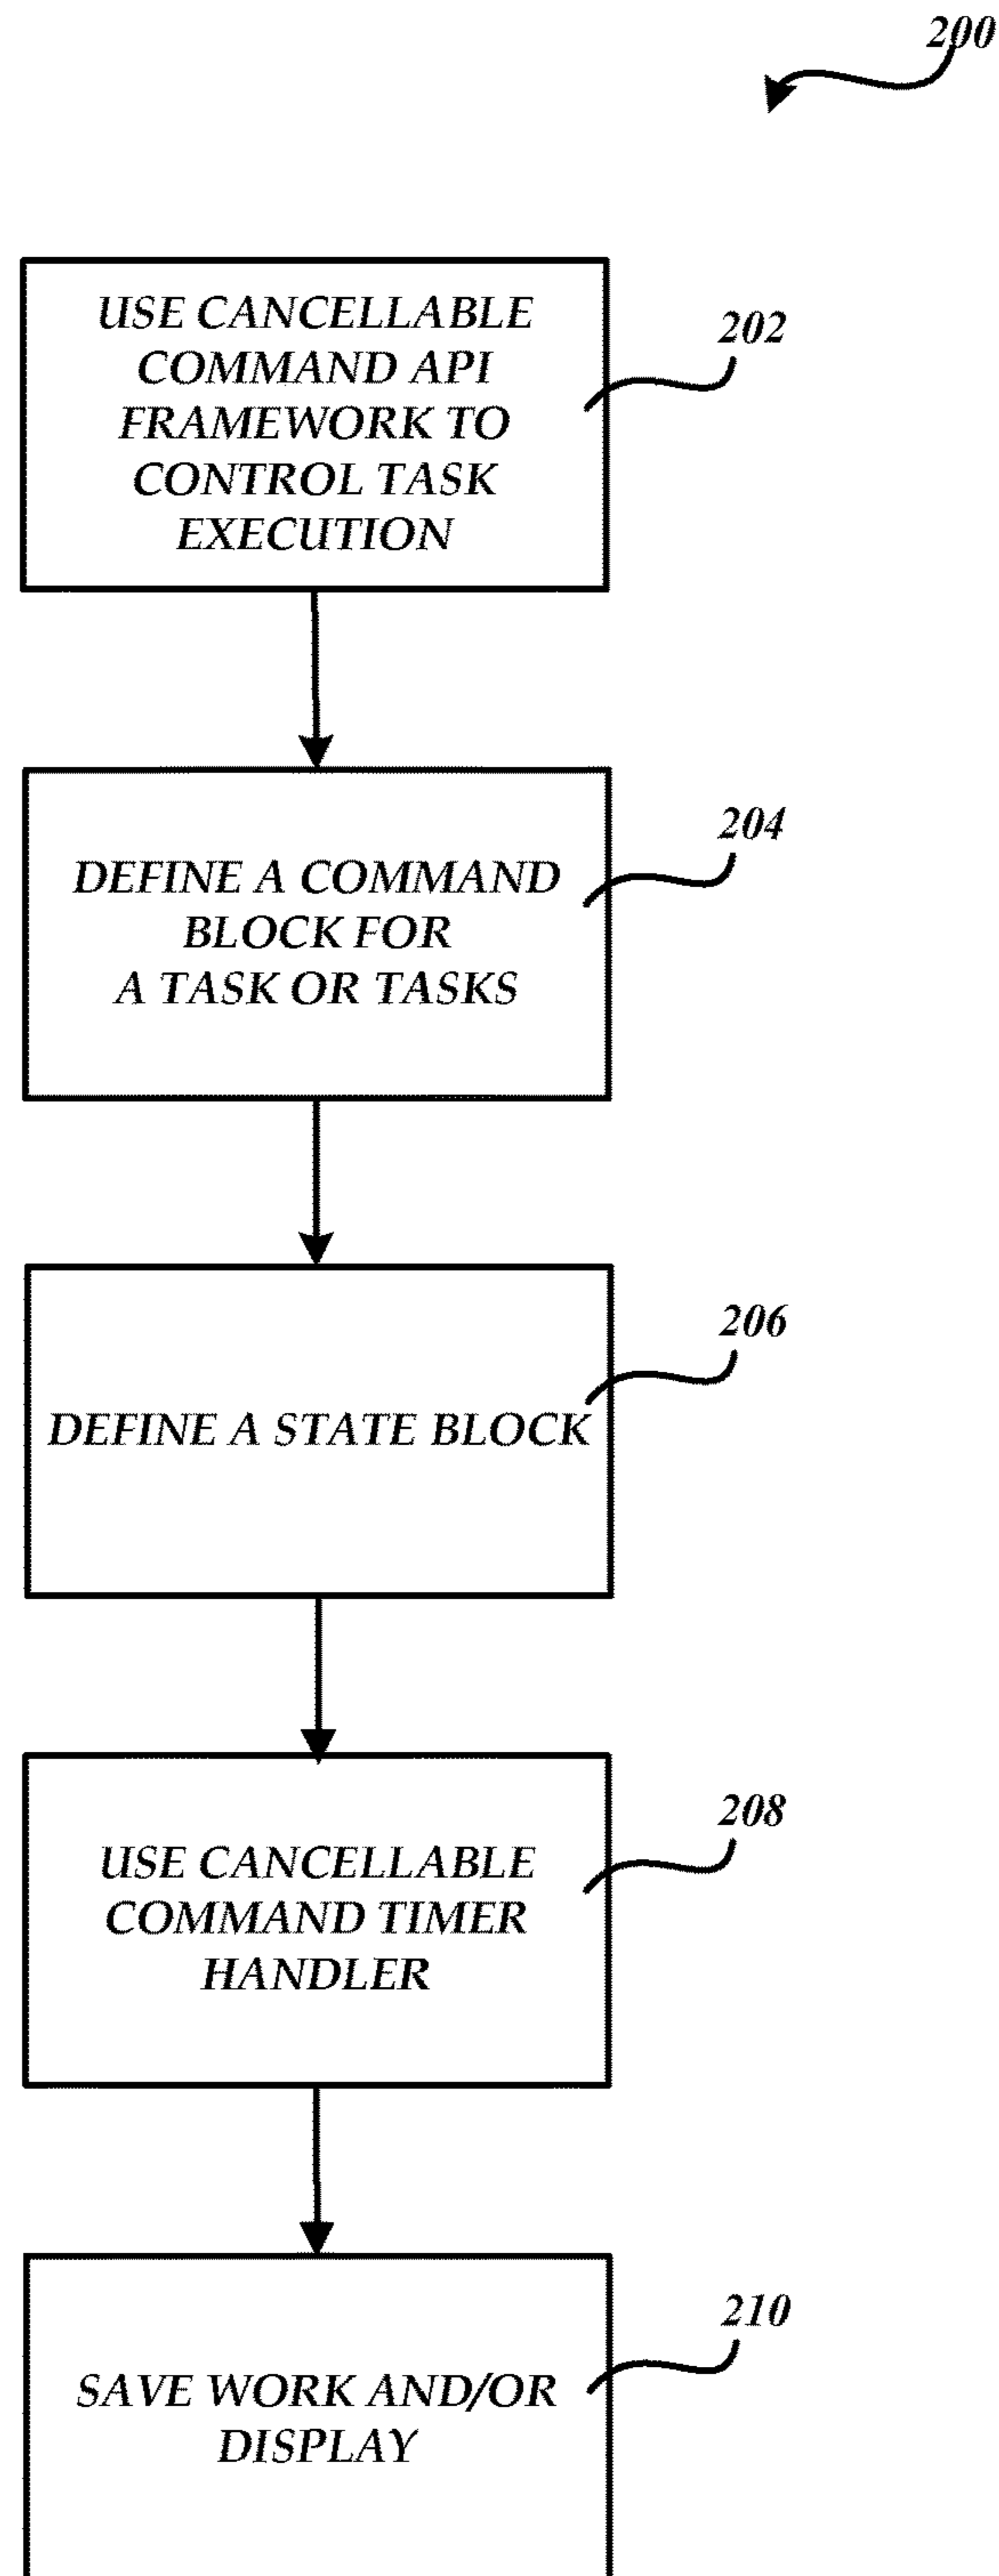 200
USE CANCELLABLE
COMMAND API
FRAMEWORK TO
CONTROL TASK
EXECUTION
202
DEFINE A COMMAND
BLOCK FOR
A TASK OR TASKS
204
DEFINE A STATE BLOCK
206
USE CANCELLABLE
COMMAND TIMER
HANDLER
208
SAVE WORK AND/OR
DISPLAY
210